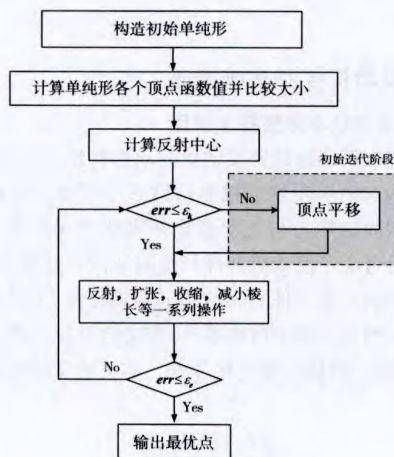 构造初始单纯形
计算单纯形各个顶点函数值并比较大小
计算反射中心
初始迭代阶段
err≤εk
No
顶点平移
Yes
反射，扩张，收缩，减小棱
长等一系列操作
No
err≤εe
Yes
输出最优点